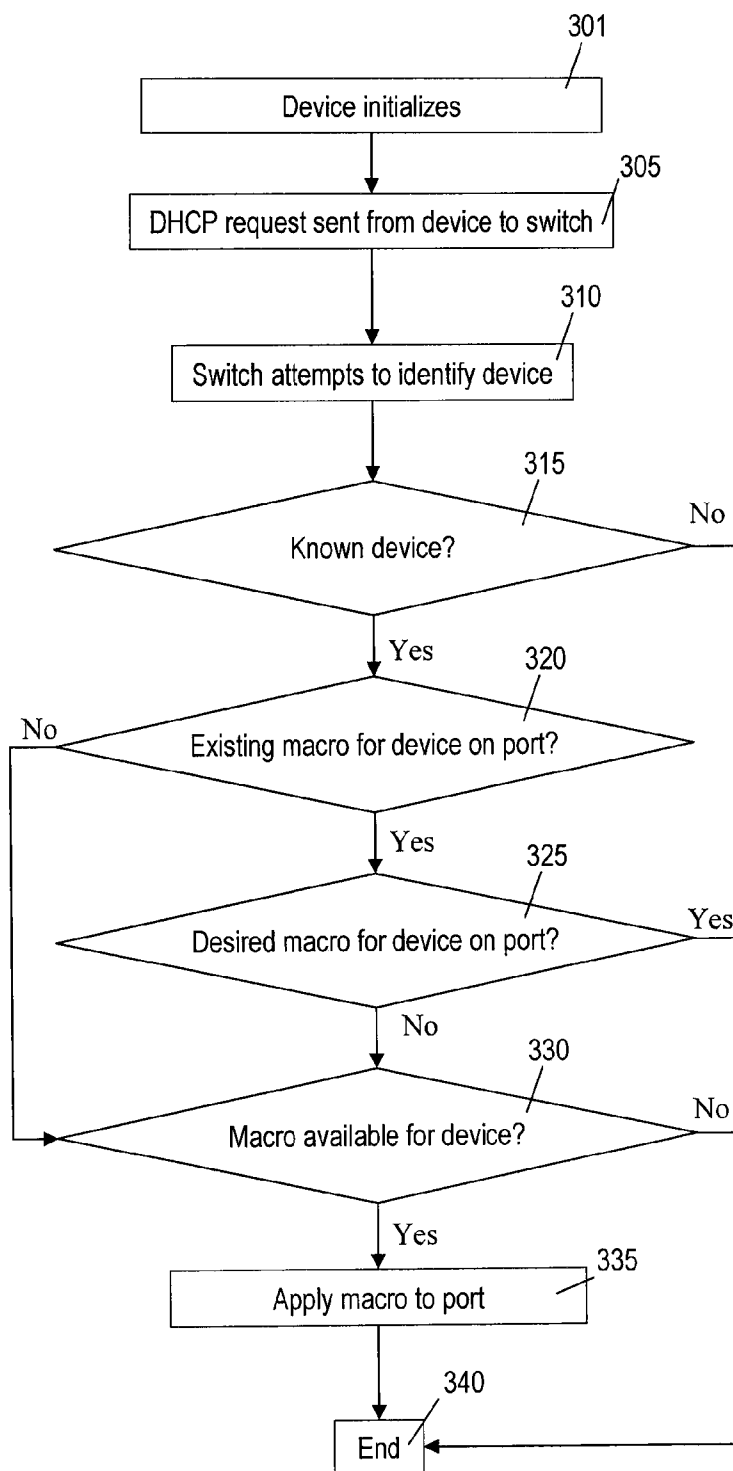 301
Device initializes
305
DHCP request sent from device to switch
310
Switch attempts to identify device
315
No
Known device?
Yes
320
No
Existing macro for device on port?
Yes
325
Yes
Desired macro for device on port?
No
330
No
Macro available for device?
Yes
335
Apply macro to port
340
End